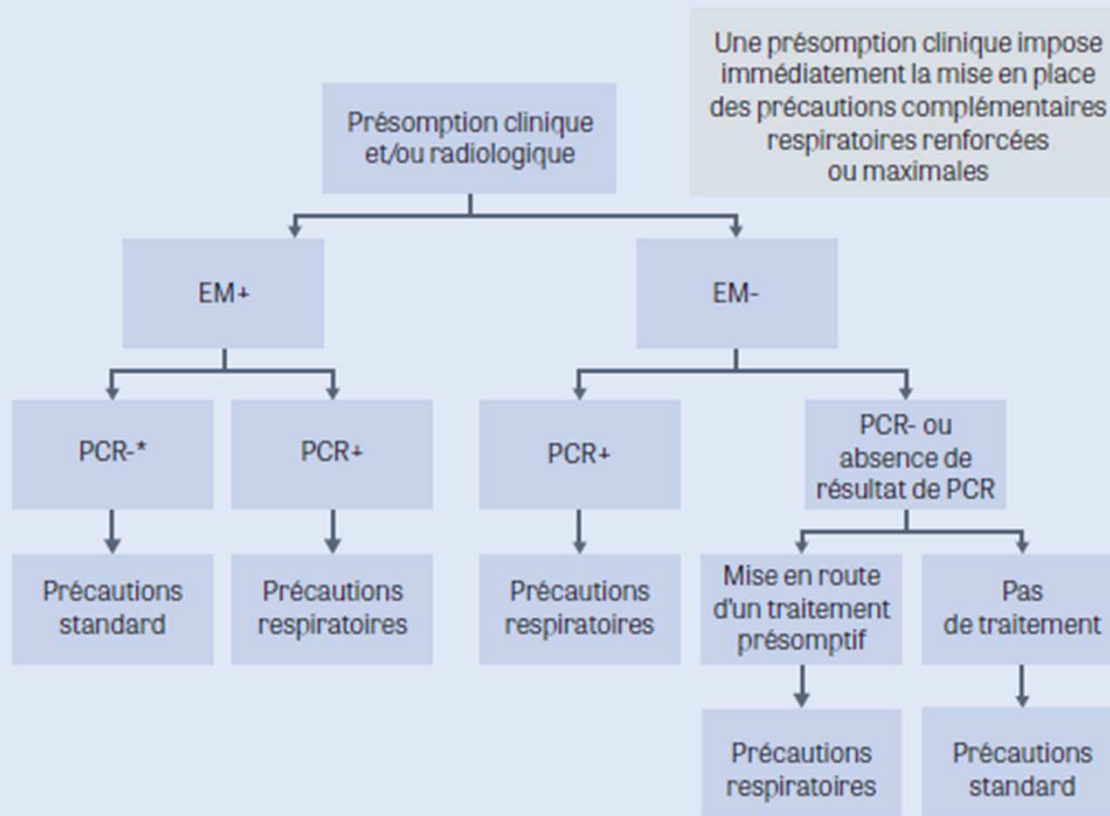 Une présomption clinique impose
immédiatement la mise en place
des précautions complémentaires
respiratoires renforcées
ou maximales
Présomption clinique
et/ou radiologique
EM+
EM-
PCR-*
PCR+
PCR+
PCR- ou
absence de
résultat de PCR
Précautions
standard
Précautions
respiratoires
Précautions
respiratoires
Mise en route
d'un traitement
présomptif
Pas
de traitement
Précautions
respiratoires
Précautions
standard